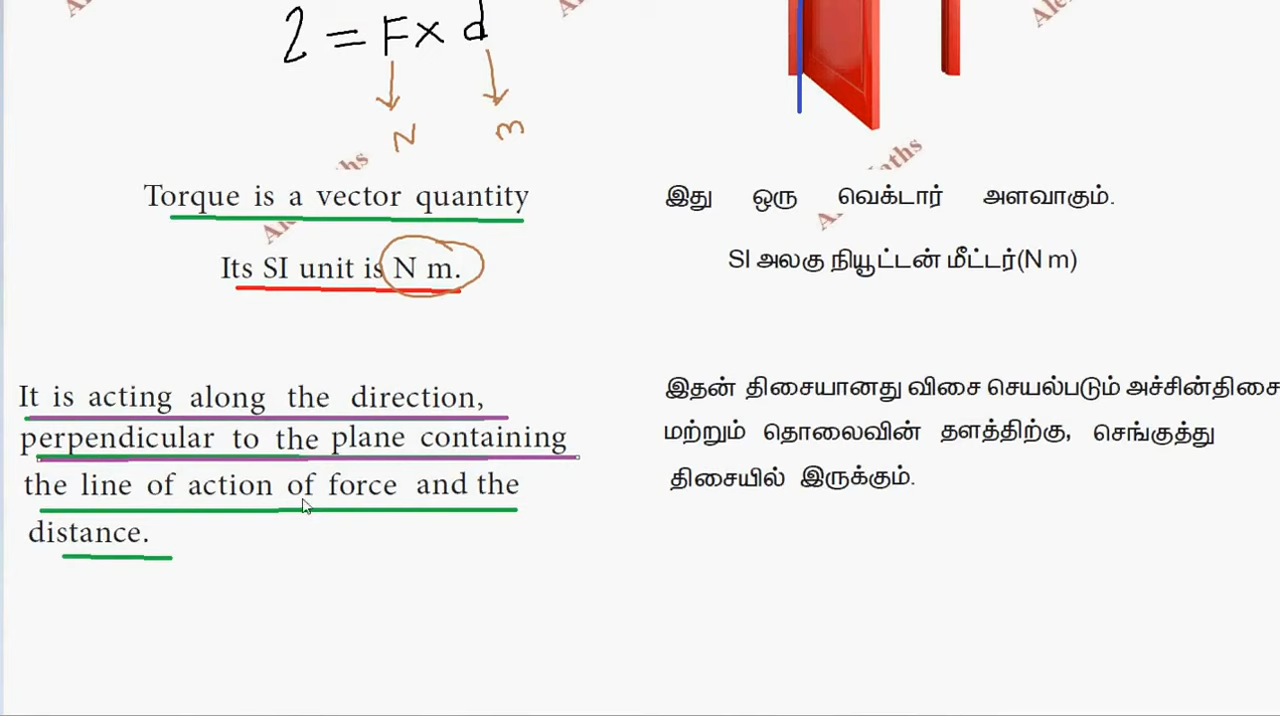 τ = F × d
N m
Torque is a vector quantity
Its SI unit is N m.
It is acting along the direction,
perpendicular to the plane containing
the line of action of force and the
distance.
இது ஒரு வெக்டார் அளவாகும்.
SI அலகு நியூட்டன் மீட்டர்(N m)
இதன் திசையானது விசை செயல்படும் அச்சின்திசை
மற்றும் தொலைவின் தளத்திற்கு, செங்குத்து
திசையில் இருக்கும்.